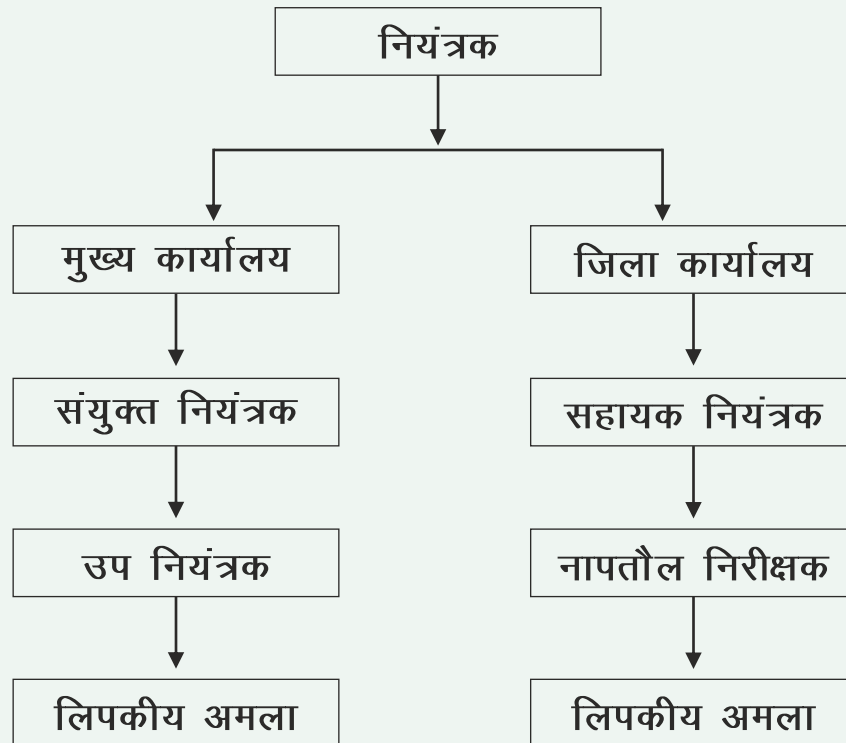 नियंत्रक
मुख्य कार्यालय
जिला कार्यालय
संयुक्त नियंत्रक
सहायक नियंत्रक
उप नियंत्रक
नापतौल निरीक्षक
लिपकीय अमला
लिपकीय अमला